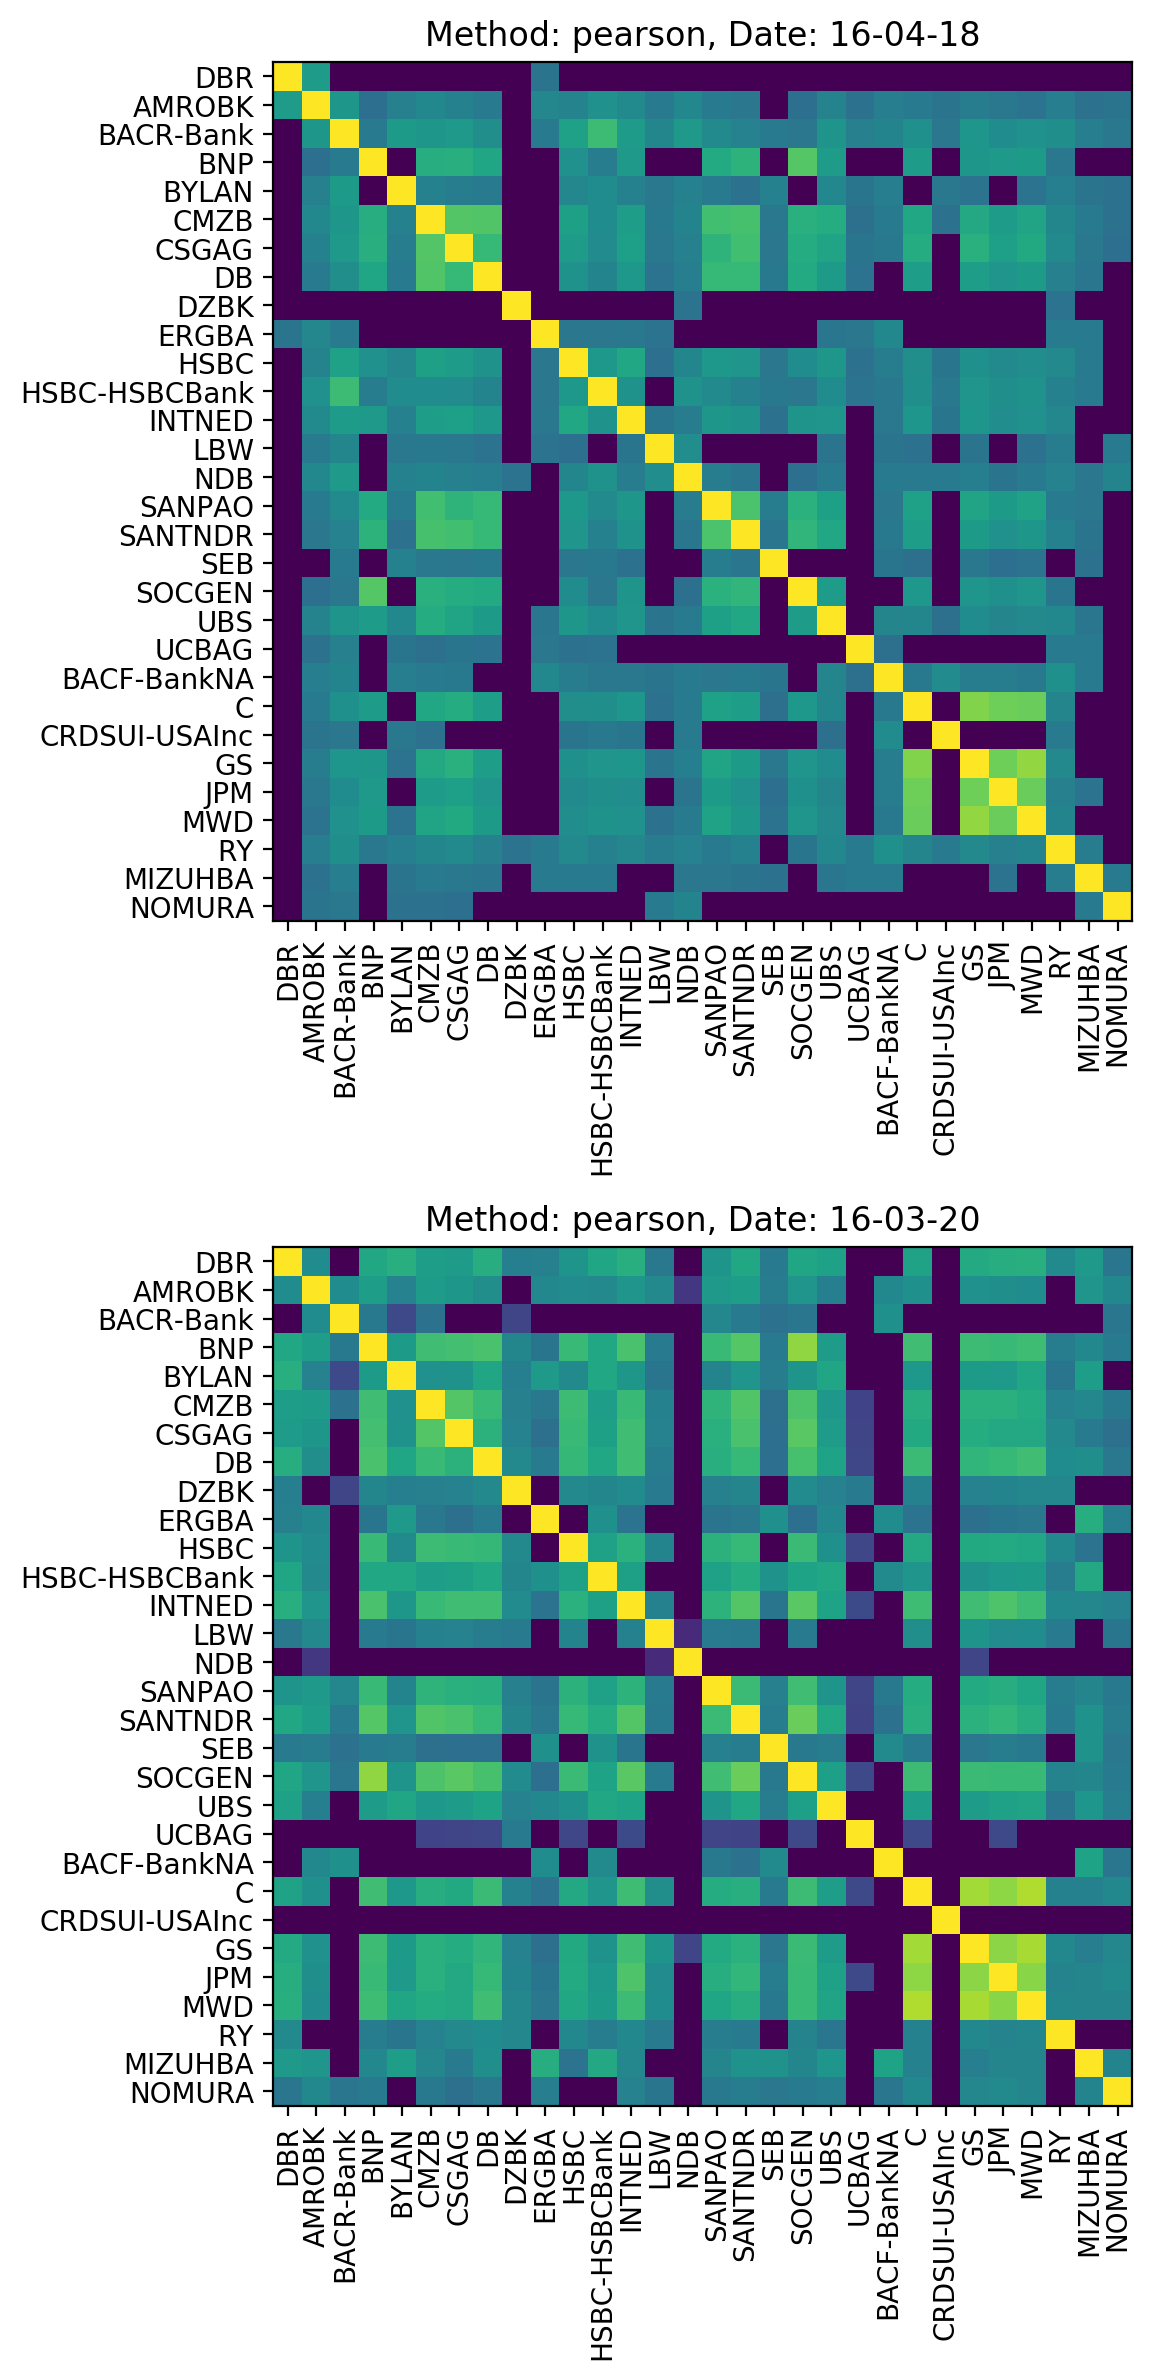 Method: pearson, Date: 16-04-18
DBR
AMROBK
BACR-Bank
BNP
BYLAN
CMZB
CSGAG
DB
DZBK
ERGBA
HSBC
HSBC-HSBCBank
INTNED
LBW
NDB
SANPAO
SANTNDR
SEB
SOCGEN
UBS
UCBAG
BACF-BankNA
C
CRDSUI-USAInc
GS
JPM
MWD
RY
MIZUHBA
NOMURA
DBR
AMROBK
BACR-Bank
BNP
BYLAN
CMZB
CSGAG
DB
DZBK
ERGBA
HSBC
HSBC-HSBCBank
INTNED
LBW
NDB
SANPAO
SANTNDR
SEB
SOCGEN
UBS
UCBAG
BACF-BankNA
C
CRDSUI-USAInc
GS
JPM
MWD
RY
MIZUHBA
NOMURA
Method: pearson, Date: 16-03-20
DBR
AMROBK
BACR-Bank
BNP
BYLAN
CMZB
CSGAG
DB
DZBK
ERGBA
HSBC
HSBC-HSBCBank
INTNED
LBW
NDB
SANPAO
SANTNDR
SEB
SOCGEN
UBS
UCBAG
BACF-BankNA
C
CRDSUI-USAInc
GS
JPM
MWD
RY
MIZUHBA
NOMURA
DBR
AMROBK
BACR-Bank
BNP
BYLAN
CMZB
CSGAG
DB
DZBK
ERGBA
HSBC
HSBC-HSBCBank
INTNED
LBW
NDB
SANPAO
SANTNDR
SEB
SOCGEN
UBS
UCBAG
BACF-BankNA
C
CRDSUI-USAInc
GS
JPM
MWD
RY
MIZUHBA
NOMURA